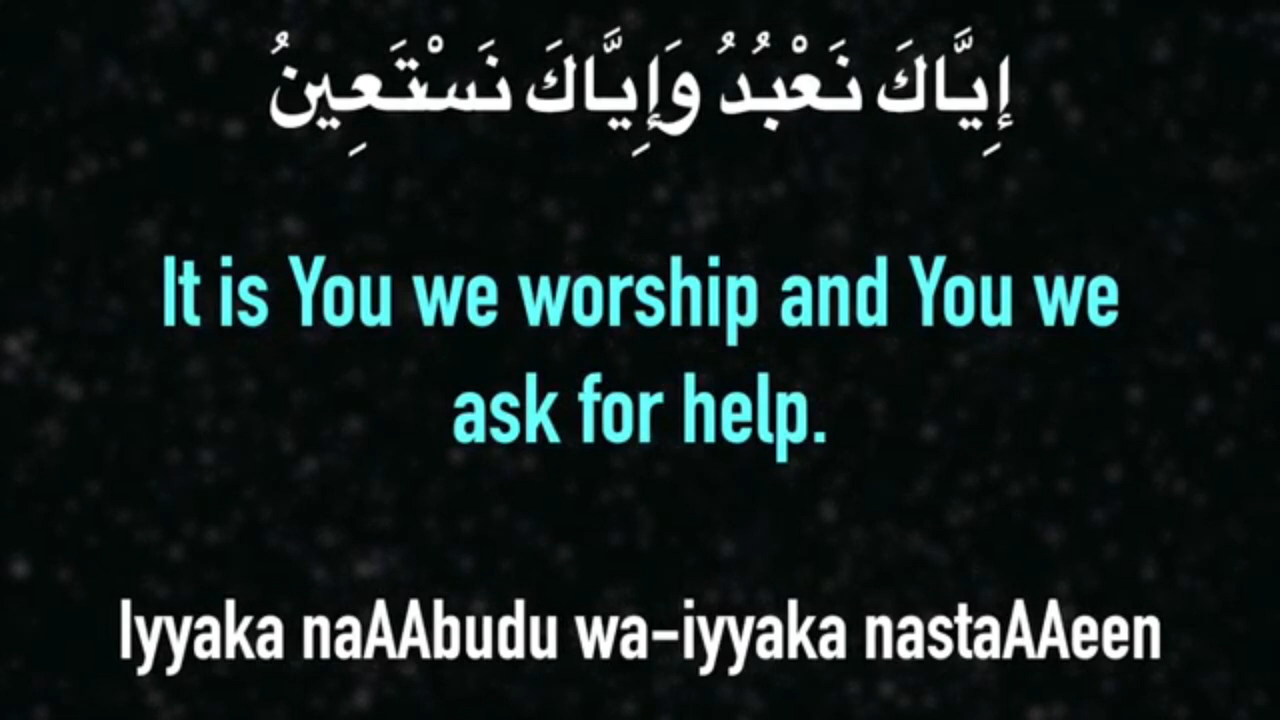 إِيَّاكَ نَعْبُدُ وَإِيَّاكَ نَسْتَعِينُ
It is You we worship and You we
ask for help.
Iyyaka naAAbudu wa-iyyaka nastaAAeen